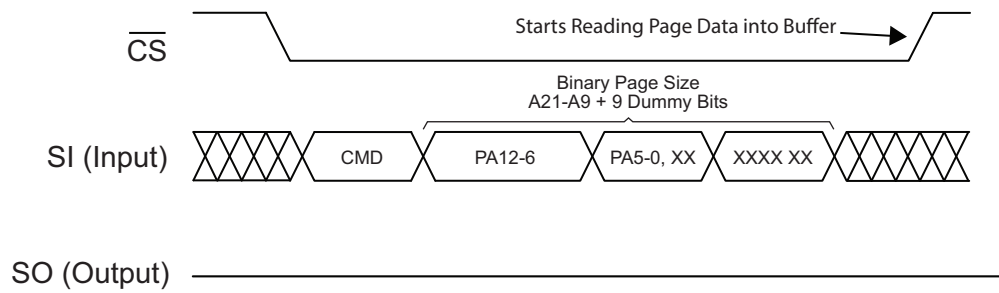 Starts Reading Page Data into Buffer
CS
Binary Page Size
A21-A9 + 9 Dummy Bits
SI (Input)
CMD
PA12-6
PA5-0, XX
XXXX XX
SO (Output)